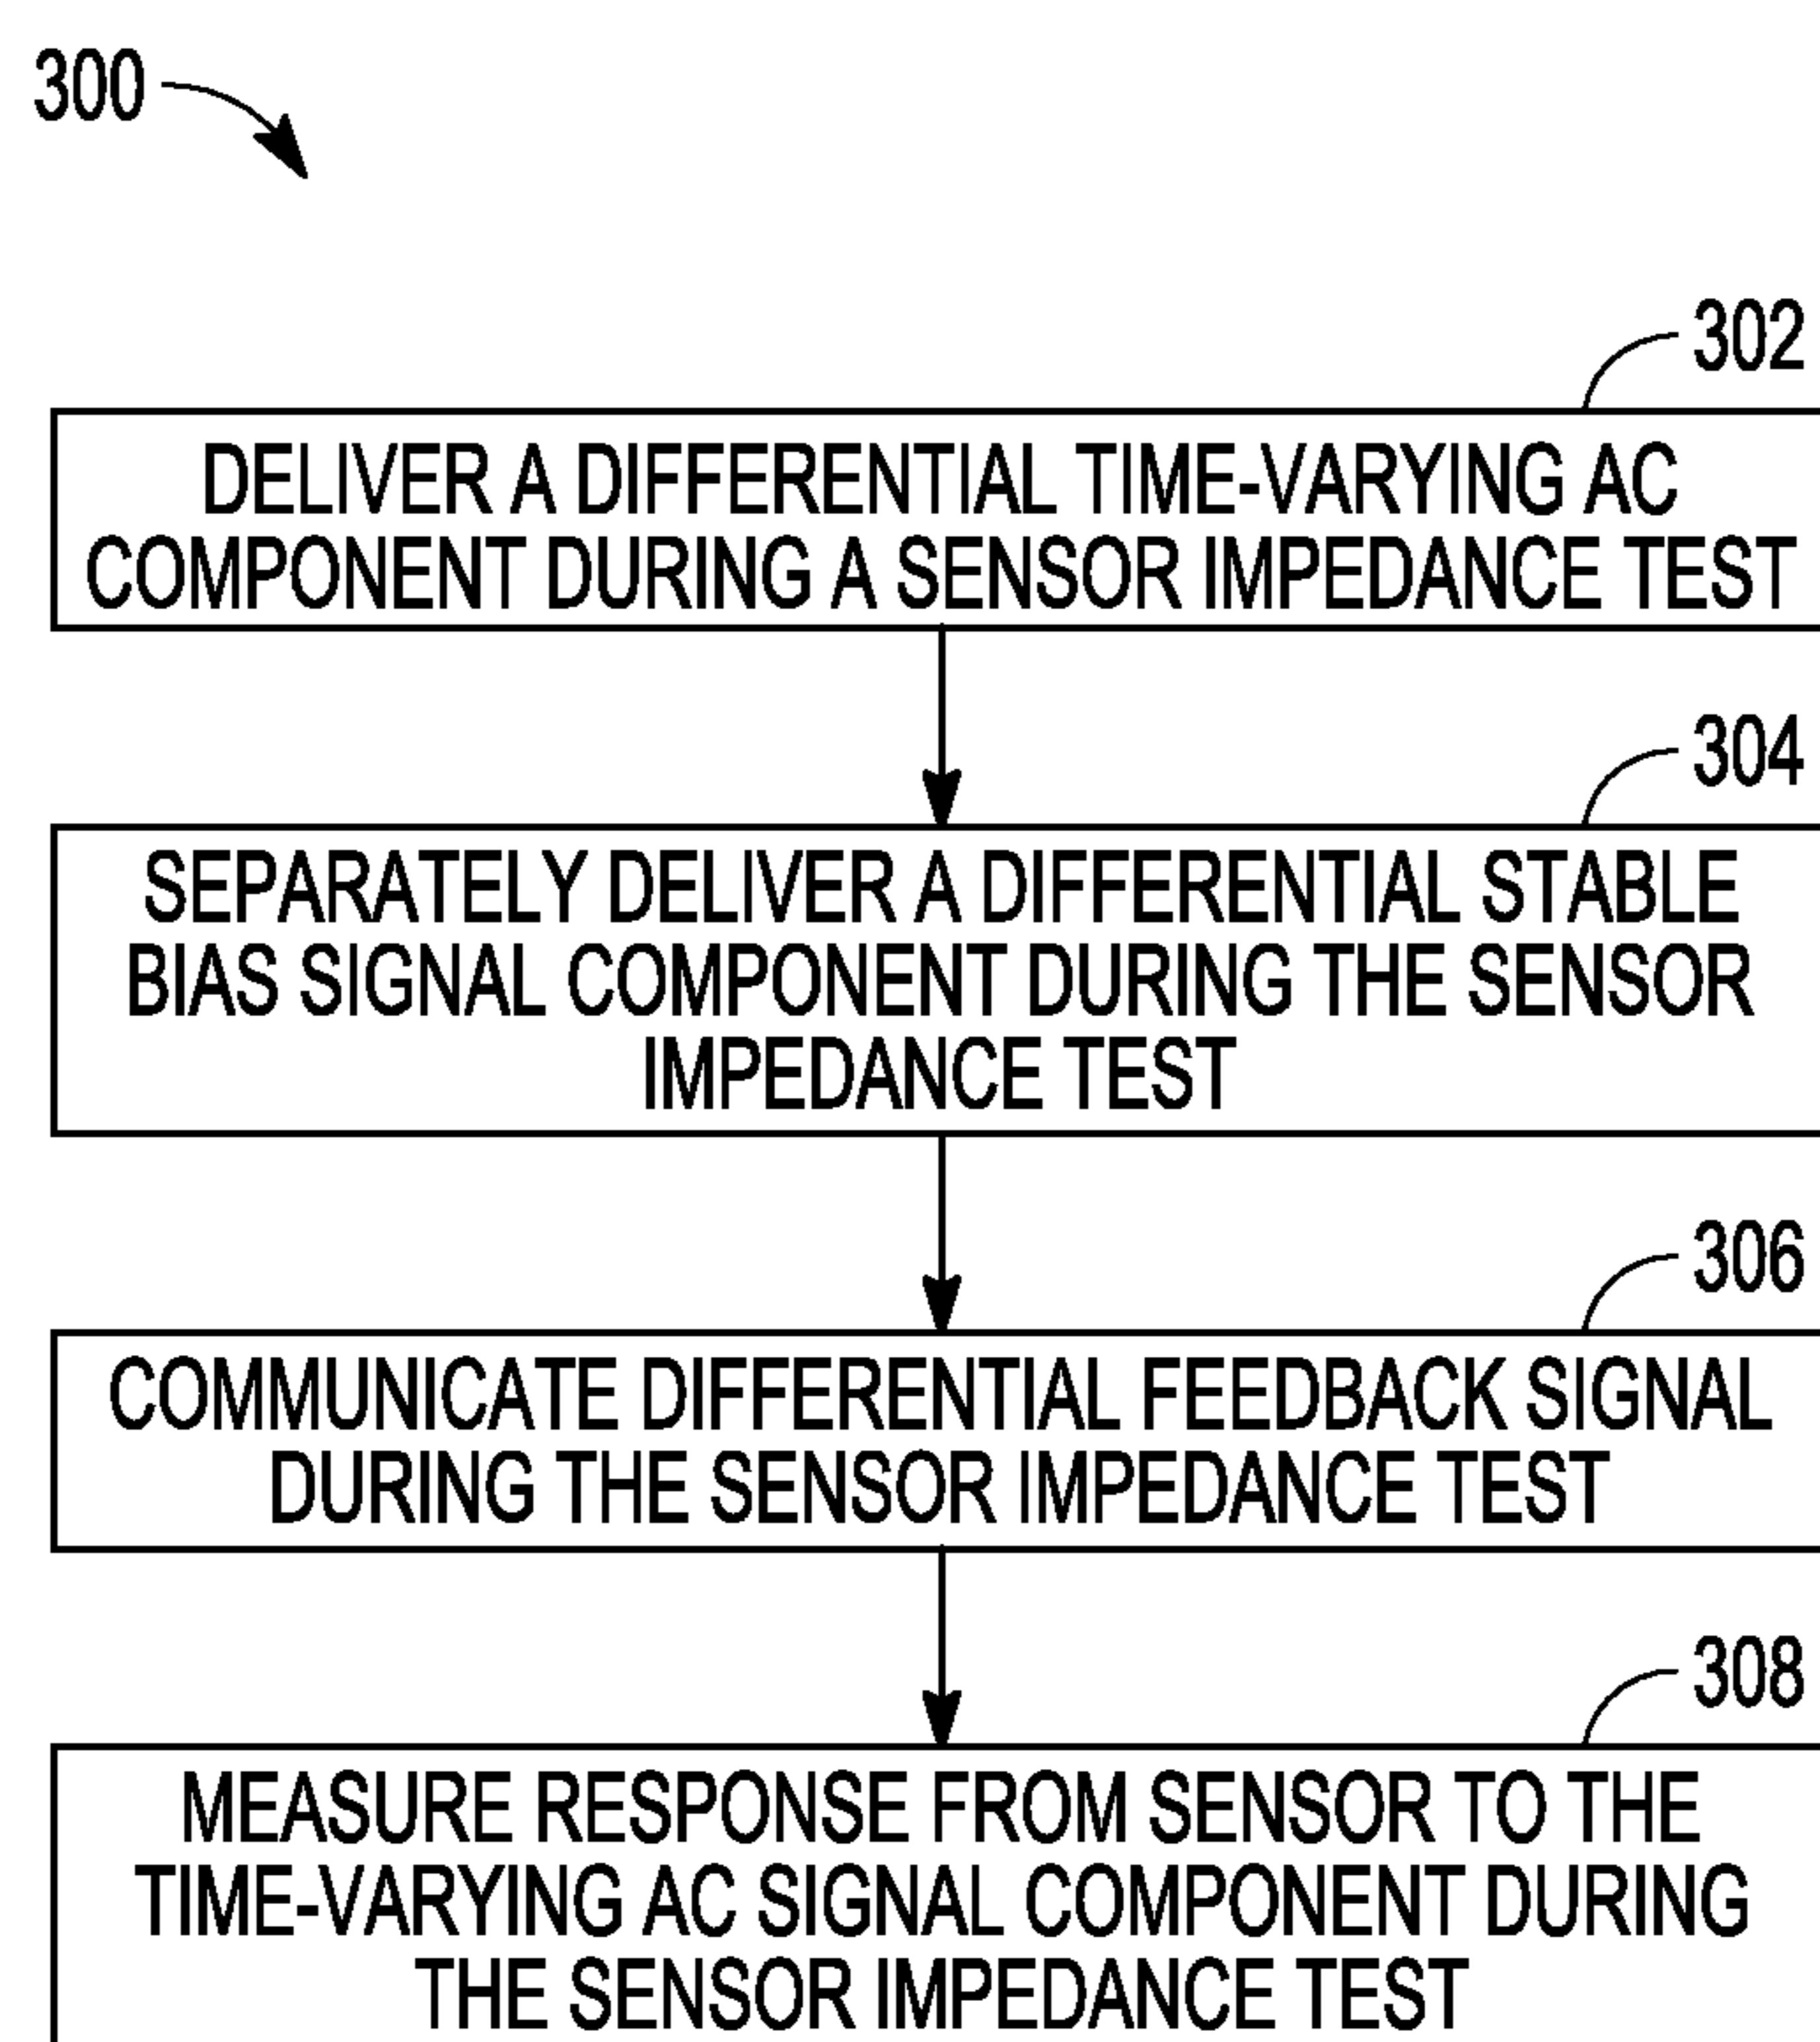 300
302
DELIVER A DIFFERENTIAL TIME-VARYING AC
COMPONENT DURING A SENSOR IMPEDANCE TEST
304
SEPARATELY DELIVER A DIFFERENTIAL STABLE
BIAS SIGNAL COMPONENT DURING THE SENSOR
IMPEDANCE TEST
306
COMMUNICATE DIFFERENTIAL FEEDBACK SIGNAL
DURING THE SENSOR IMPEDANCE TEST
308
MEASURE RESPONSE FROM SENSOR TO THE
TIME-VARYING AC SIGNAL COMPONENT DURING
THE SENSOR IMPEDANCE TEST